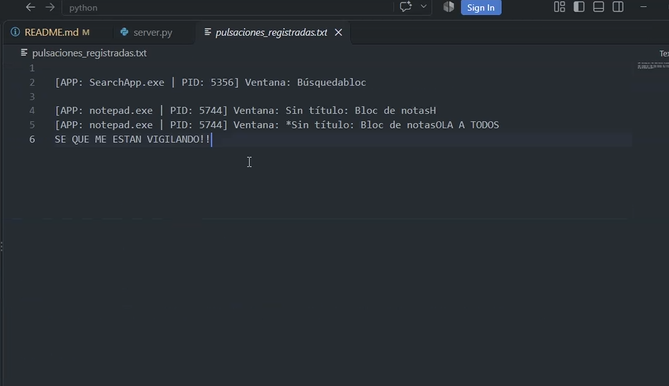 python
Sign In
README.md M
server.py
pulsaciones_registradas.txt
pulsaciones_registradas.txt
Te
1
2 [APP: SearchApp.exe | PID: 5356] Ventana: Búsquedabloc
3
4 [APP: notepad.exe | PID: 5744] Ventana: Sin título: Bloc de notasH
5 [APP: notepad.exe | PID: 5744] Ventana: *Sin título: Bloc de notasOLA A TODOS
6 SE QUE ME ESTAN VIGILANDO!!